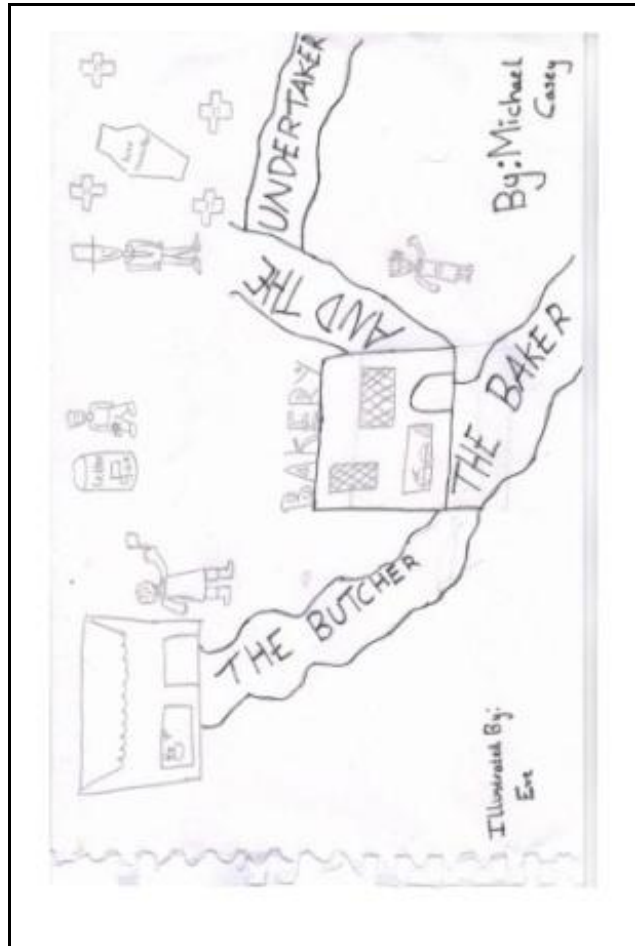 THE BUTCHER
THE BAKER
AND THE
UNDERTAKER
BAKERY
By: Michael
Casey
Illustrated By:
Eve